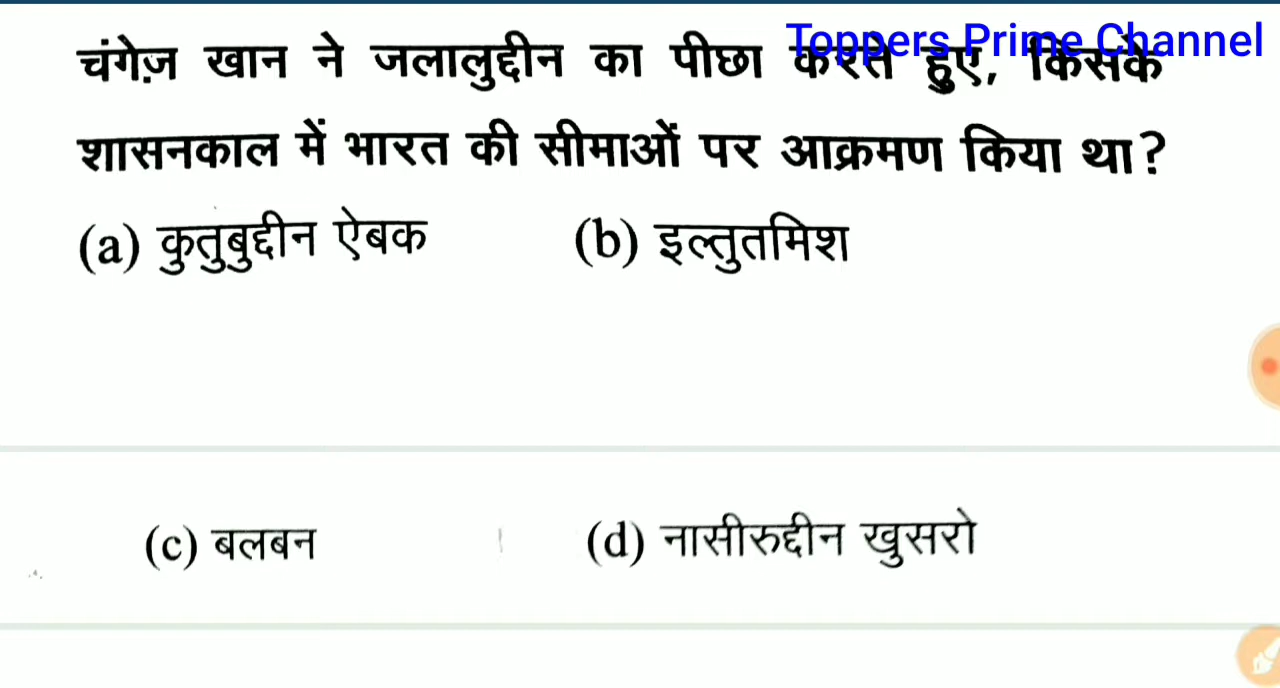 Toppers Prime Channel
चंगेज़ खान ने जलालुद्दीन का पीछा करते हुए, किसके
शासनकाल में भारत की सीमाओं पर आक्रमण किया था?
(a) कुतुबुद्दीन ऐबक (b) इल्तुतमिश
(c) बलबन (d) नासीरुद्दीन खुसरो